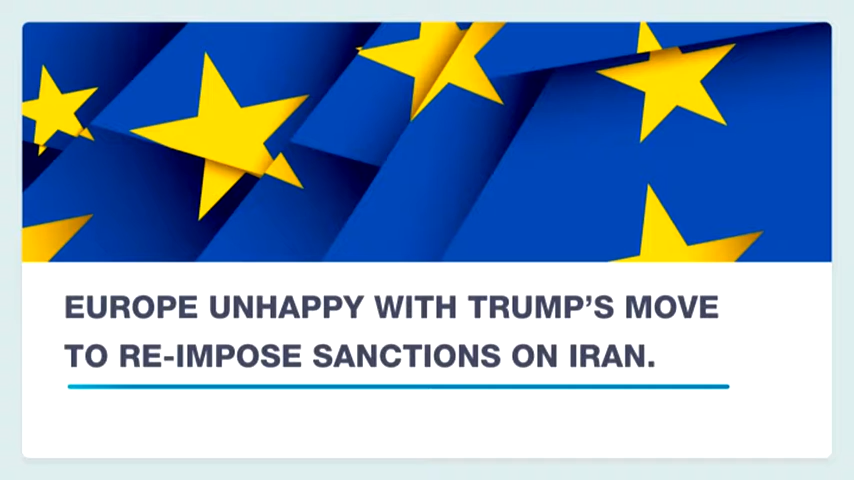 EUROPE UNHAPPY WITH TRUMP’S MOVE
TO RE-IMPOSE SANCTIONS ON IRAN.